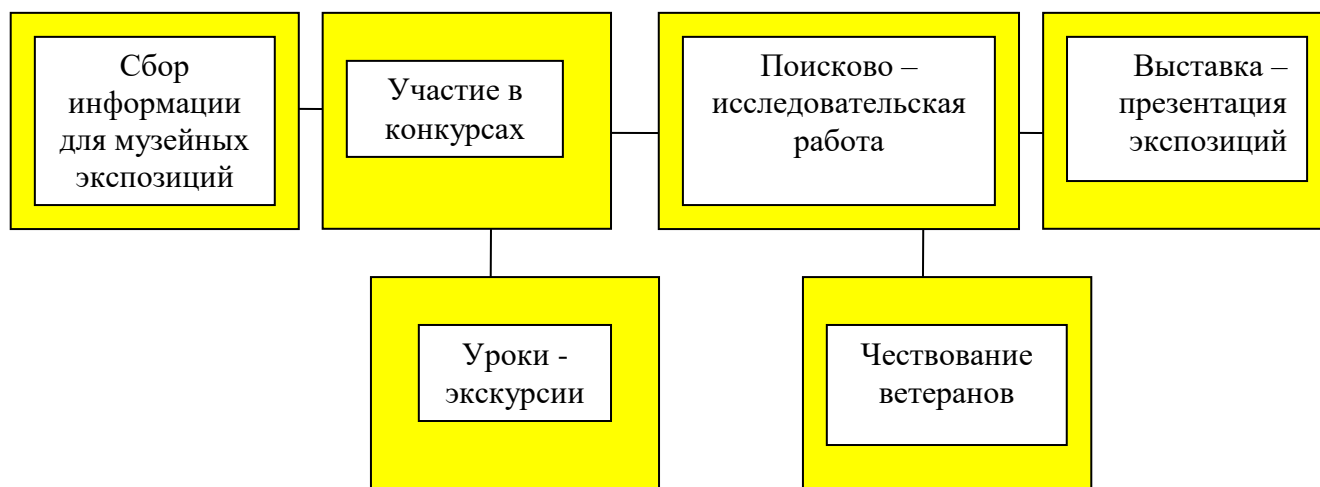 Сбор
информации
для музейных
экспозиций
Участие в
конкурсах
Поисково –
исследовательская
работа
Выставка –
презентация
экспозиций
Уроки -
экскурсии
Чествование
ветеранов